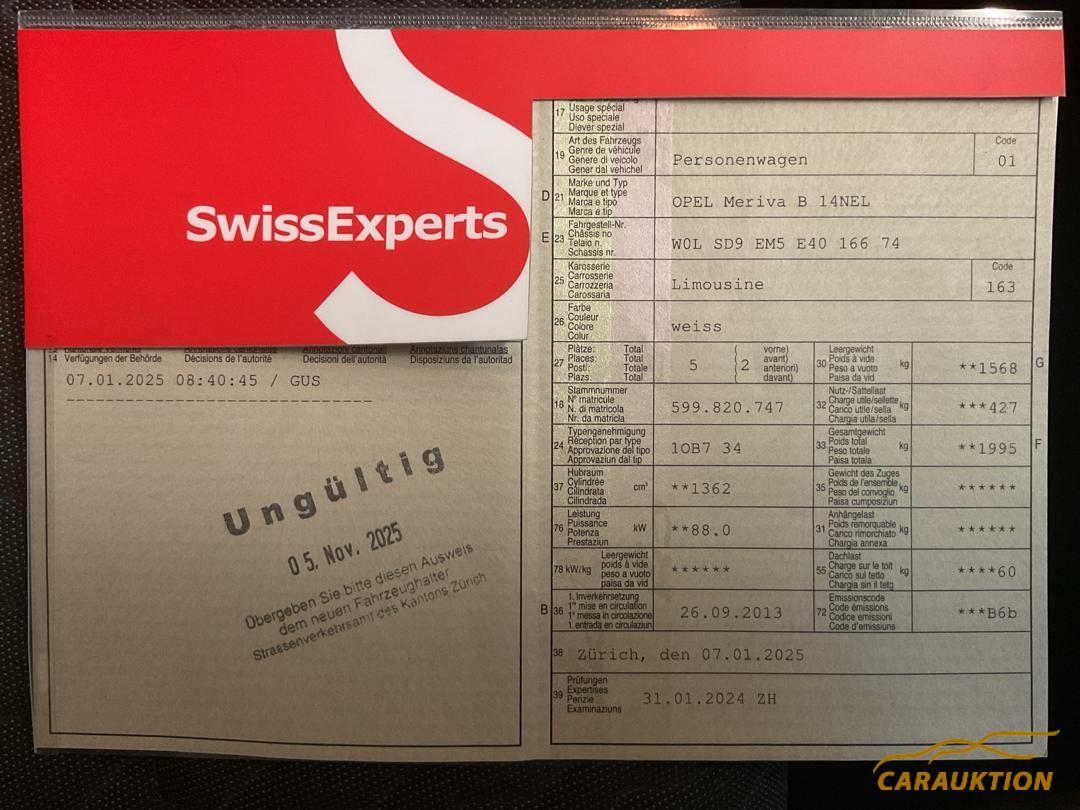 SwissExperts
14 Verfügungen der Behörde Décisions de l'autorité Decisioni dell'autorità Disposiziuns da l'autoritad
07.01.2025 08:40:45 / GUS
Ungültig
05. Nov. 2025
Übergeben Sie bitte diesen Ausweis
dem neuen Fahrzeughalter
Strassenverkehrsamt des Kantons Zürich
17
Usage spécial
Uso speciale
Diever spezial
19
Art des Fahrzeugs
Genre de véhicule
Genere di veicolo
Gener dal vehichel
Personenwagen
Code
01
D 21
Marke und Typ
Marque et type
Marca e tipo
Marca e tip
OPEL Meriva B 14NEL
E 23
Fahrgestell-Nr.
Châssis no
Telaio n.
Schassis nr.
W0L SD9 EM5 E40 166 74
25
Karosserie
Carrosserie
Carrozzeria
Carossaria
Limousine
Code
163
26
Farbe
Couleur
Colore
Colur
weiss
27
Plätze: Total
Places: Total
Posti: Totale
Plazs: Total
5
( vorne)
{ 2 avant)
anteriori)
( davant)
30
Leergewicht
Poids à vide
Peso a vuoto
Paisa da vid
kg
**1568
G
18
Stammnummer
N° matricule
N. di matricola
Nr. da matricla
599.820.747
32
Nutz-/Sattellast
Charge utile/sellette
Carico utile/sella
Chargia utila/sella
kg
***427
24
Typengenehmigung
Réception par type
Approvazione del tipo
Approvaziun dal tip
1OB7 34
33
Gesamtgewicht
Poids total
Peso totale
Paisa totala
kg
**1995
F
37
Hubraum
Cylindrée
Cilindrata
Cilindrada
cm³
**1362
35
Gewicht des Zuges
Poids de l'ensemble
Peso del convoglio
Paisa cumposiziun
kg
******
76
Leistung
Puissance
Potenza
Prestaziun
kW
**88.0
31
Anhängelast
Poids remorquable
Carico rimorchiato
Chargia annexa
kg
******
78 kW/kg
Leergewicht
poids à vide
peso a vuoto
paisa da vid
******
55
Dachlast
Charge sur le toit
Carico sul tetto
Chargia sin il tetg
kg
****60
B 36
1. Inverkehrsetzung
1re mise en circulation
1a messa in circolazione
1. entrada en circulaziun
26.09.2013
72
Emissionscode
Code émissions
Codice emissioni
Code d'emissiuns
***B6b
38 Zürich, den 07.01.2025
39
Prüfungen
Expertises
Perizie
Examinaziuns
31.01.2024 ZH
CARAUKTION